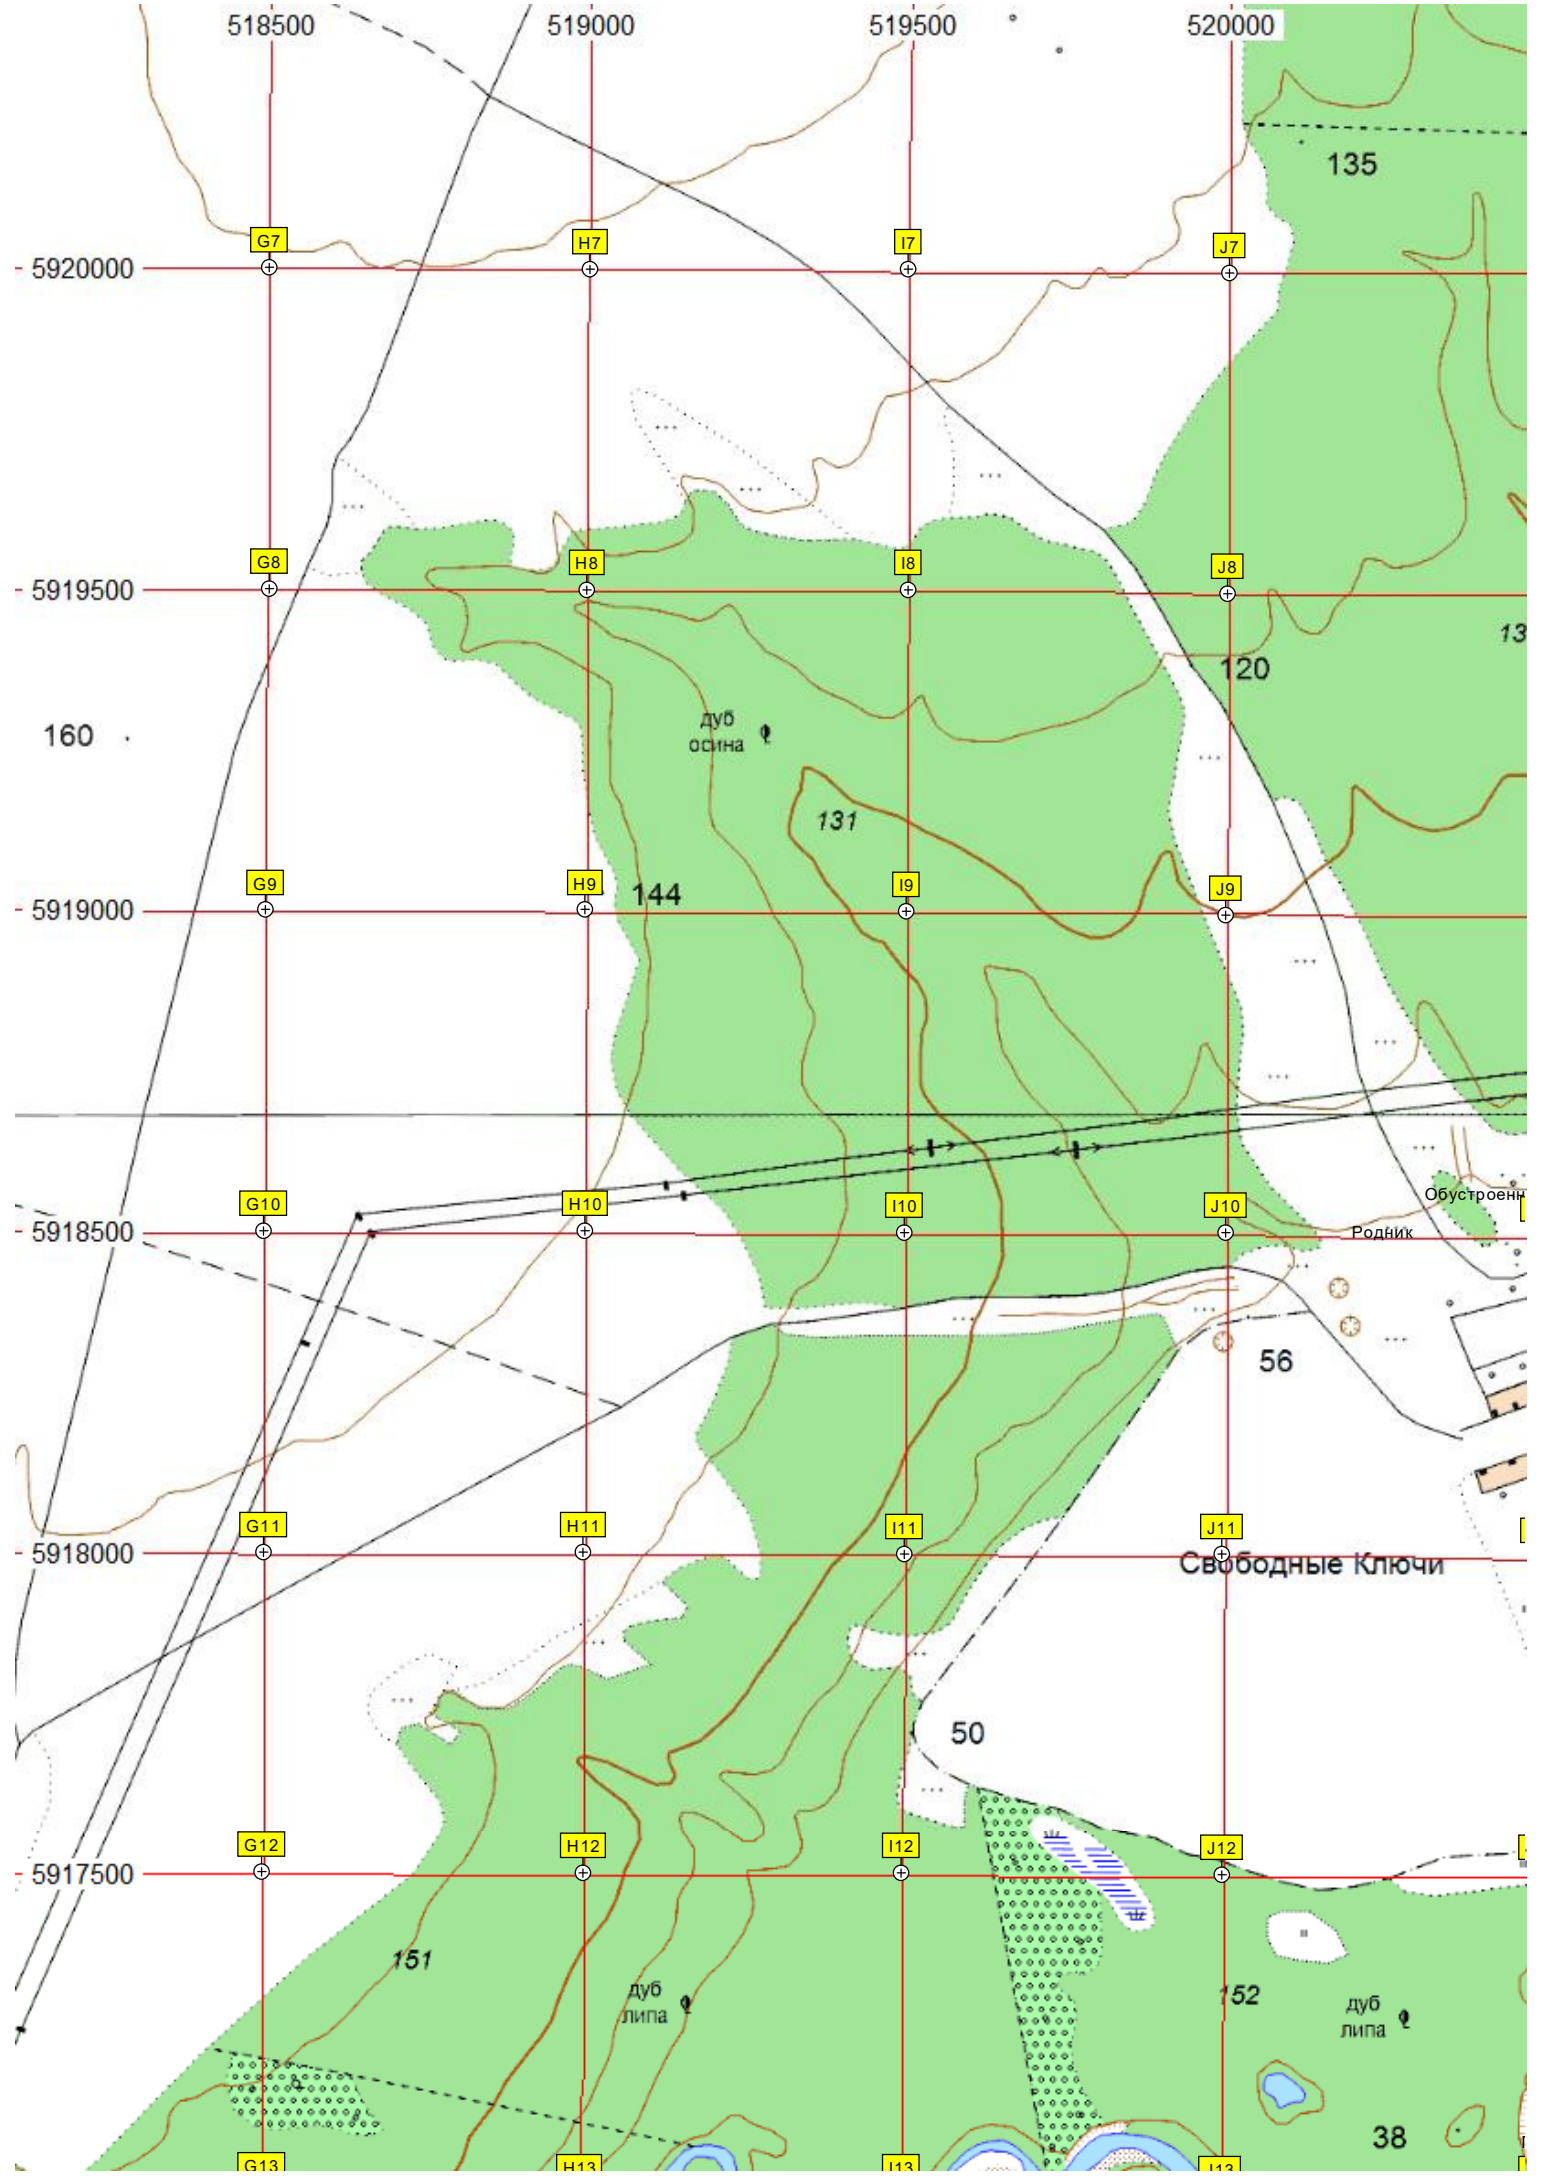 518500 519000 519500 520000
135
G7 H7 I7 J7
5920000
G8 H8 I8 J8
5919500
13
120
дуб
осина
160
131
G9 H9 144 I9 J9
5919000
Обустроенн
G10 H10 I10 J10
5918500 Родник
56
G11 H11 I11 J11
5918000
Свободные Ключи
50
G12 H12 I12 J12
5917500
151
дуб
липа
152
дуб
липа
38
G13 H13 I13 J13